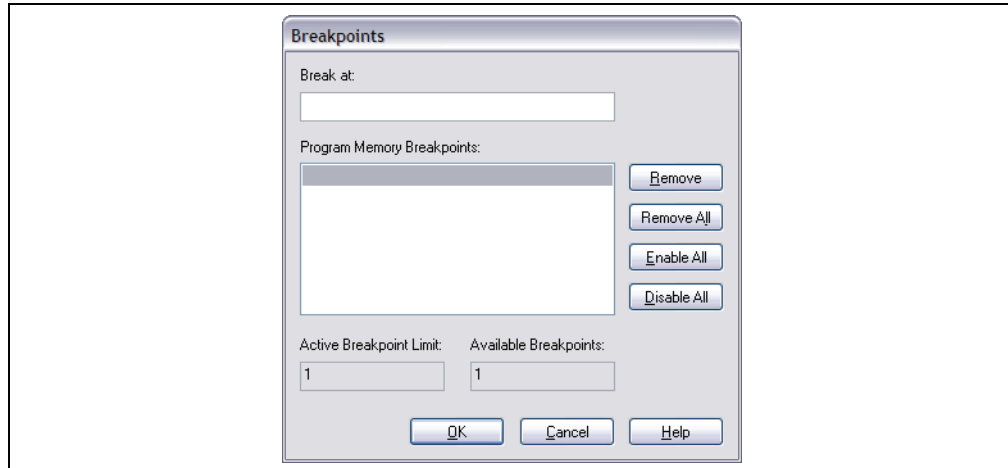 Breakpoints
Break at:
Program Memory Breakpoints:
Remove
Remove All
Enable All
Disable All
Active Breakpoint Limit: Available Breakpoints:
1 1
OK Cancel Help